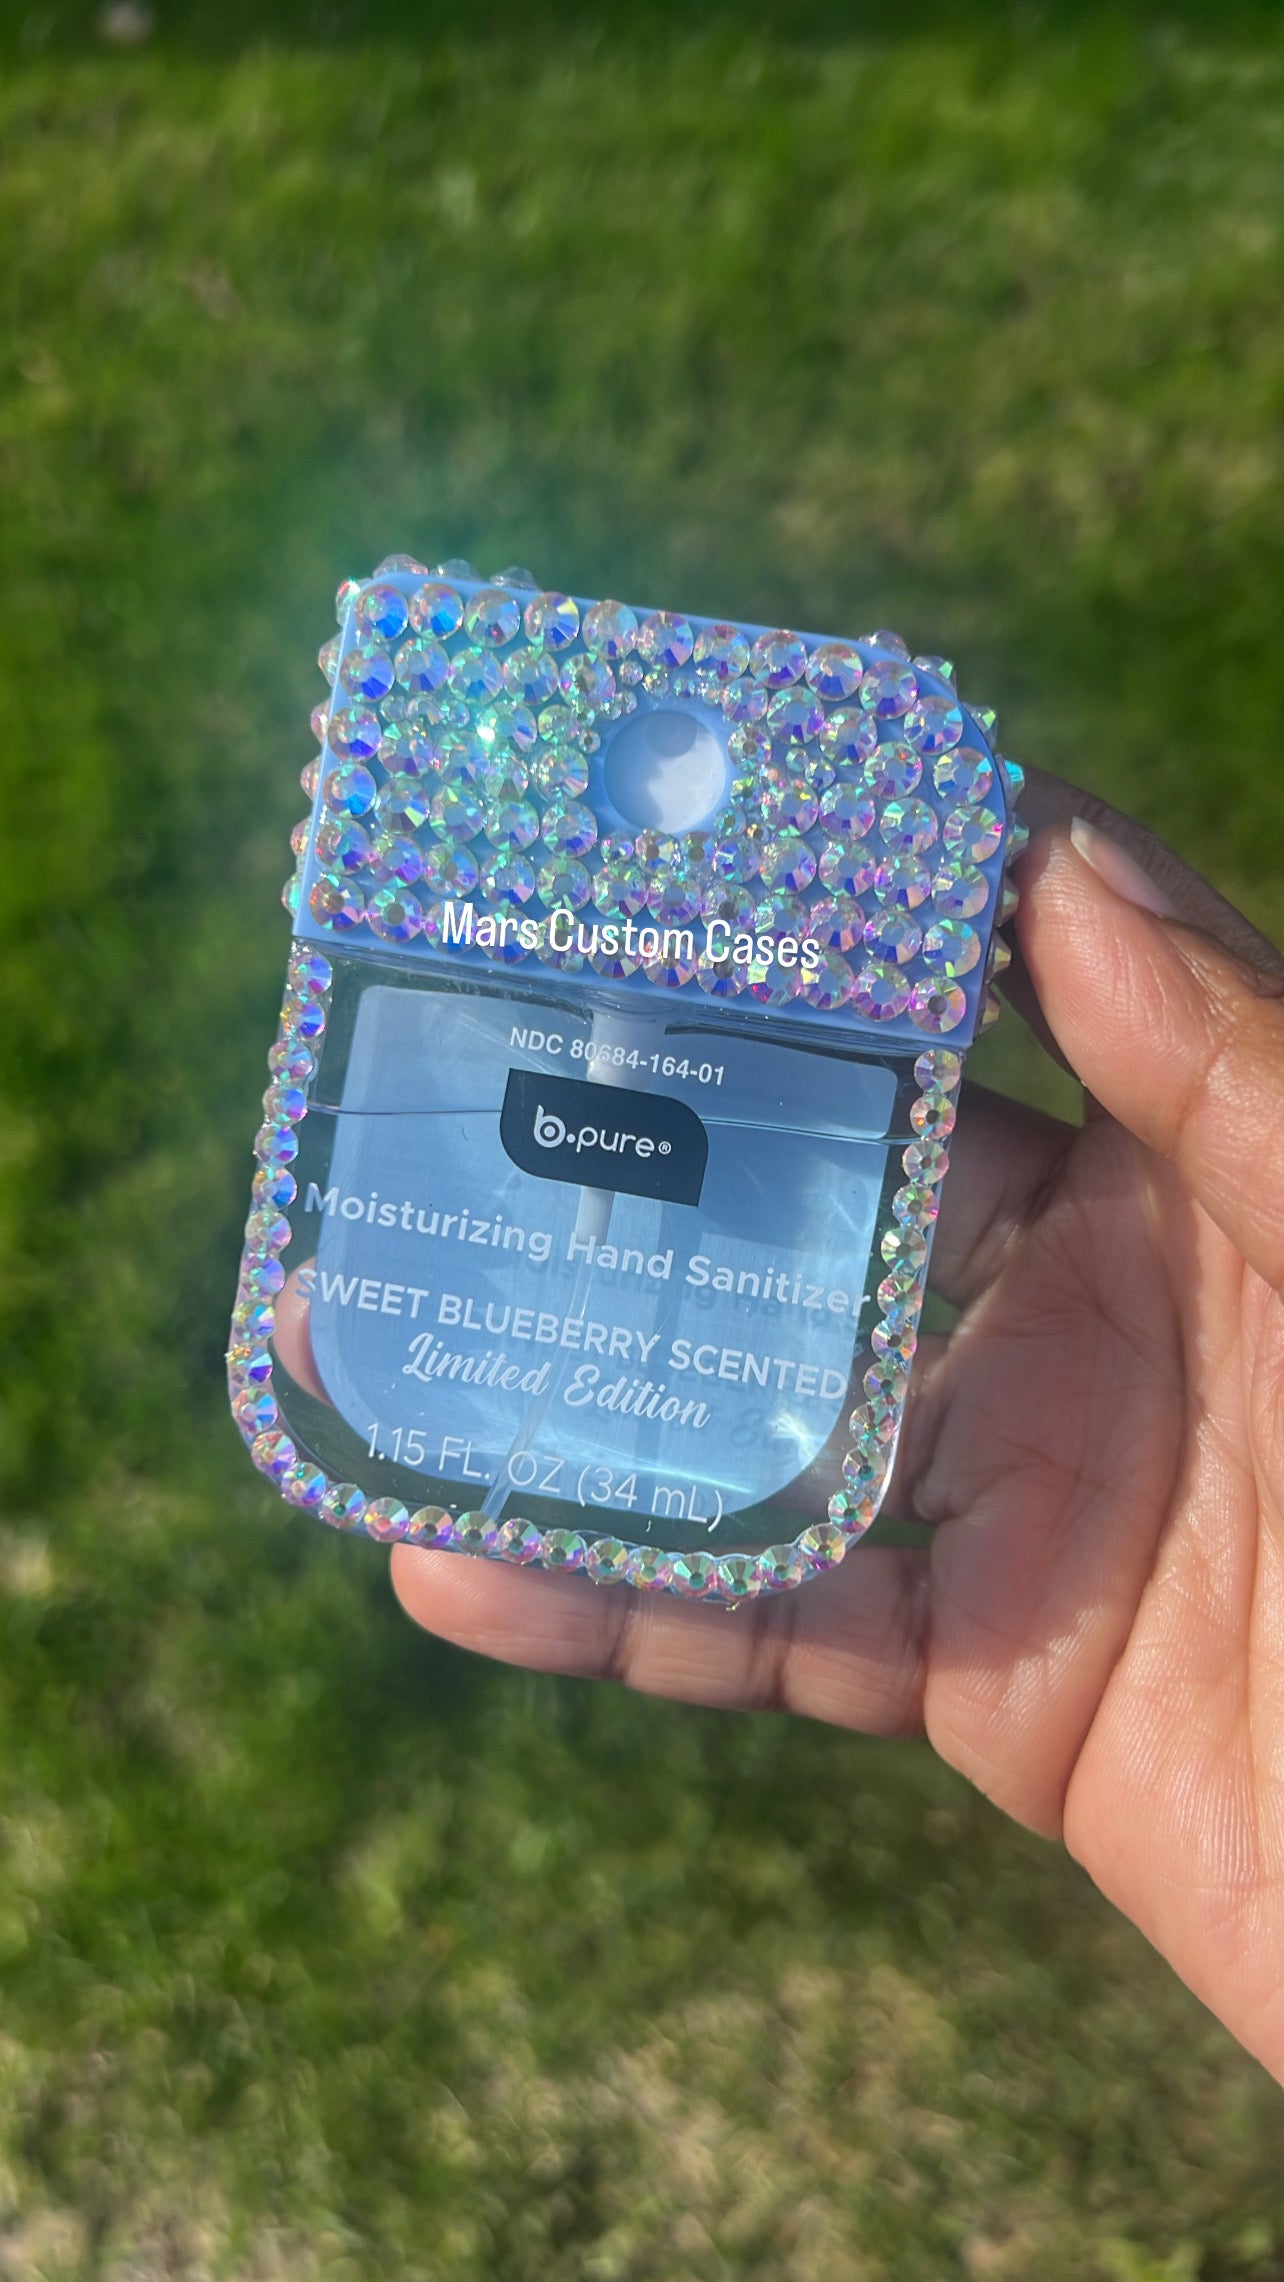 Mars Custom Cases
NDC 80684-164-01
b.pure®
Moisturizing Hand Sanitizer
SWEET BLUEBERRY SCENTED
Limited Edition
1.15 FL. OZ (34 mL)